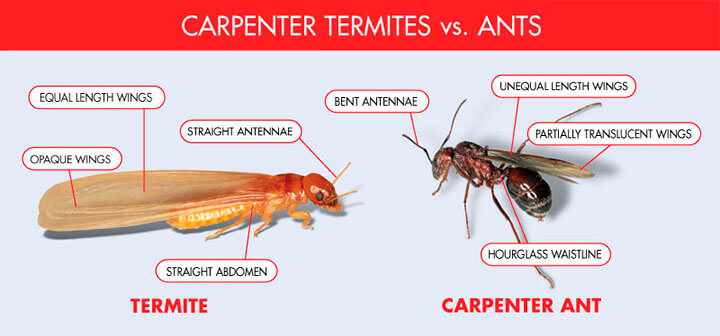 CARPENTER TERMITES vs. ANTS
EQUAL LENGTH WINGS
STRAIGHT ANTENNAE
OPAQUE WINGS
STRAIGHT ABDOMEN
TERMITE
BENT ANTENNAE
UNEQUAL LENGTH WINGS
PARTIALLY TRANSLUCENT WINGS
HOURGLASS WAISTLINE
CARPENTER ANT